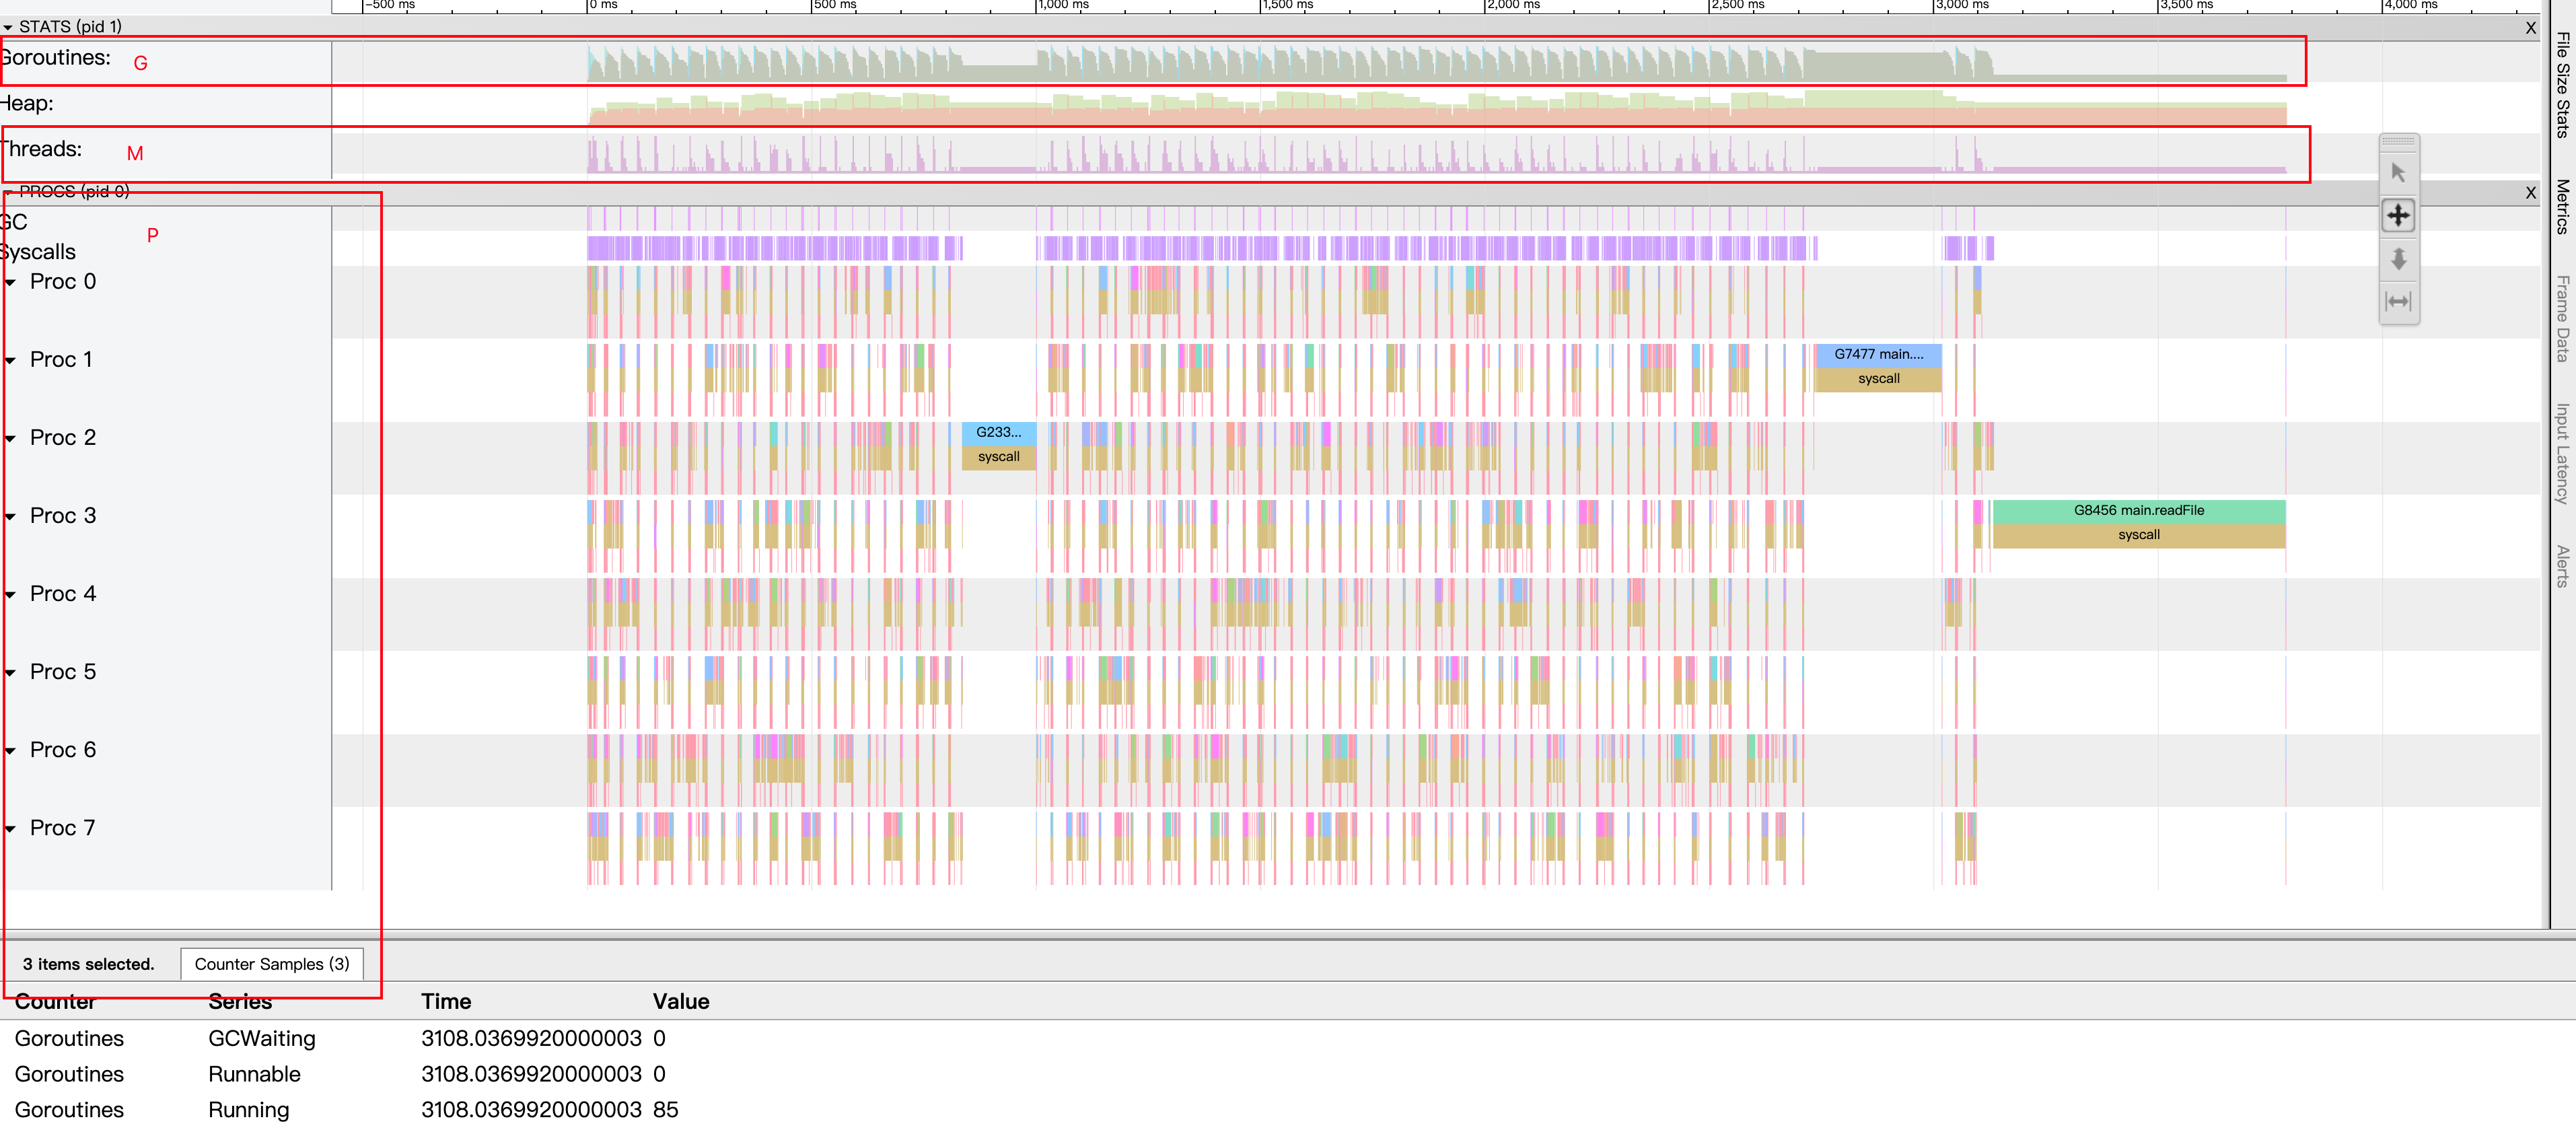 -500 ms 0 ms 500 ms 1,000 ms 1,500 ms 2,000 ms 2,500 ms 3,000 ms 3,500 ms 4,000 ms
STATS (pid 1) X
Goroutines: G
Heap:
Threads: M
PROCS (pid 0) X
GC
P
Syscalls
Proc 0
Proc 1
G7477 main....
syscall
Proc 2
G233...
syscall
Proc 3
G8456 main.readFile
syscall
Proc 4
Proc 5
Proc 6
Proc 7
File Size Stats
Metrics
Frame Data
Input Latency
Alerts
3 items selected. Counter Samples (3)
Counter Series Time Value
Goroutines GCWaiting 3108.0369920000003 0
Goroutines Runnable 3108.0369920000003 0
Goroutines Running 3108.0369920000003 85